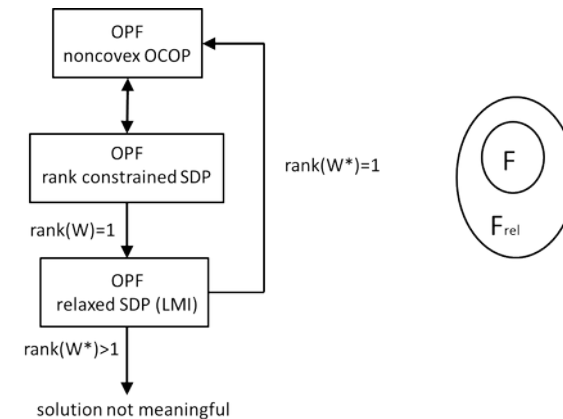 OPF
noncovex OCOP
OPF
rank constrained SDP
rank(W*)=1
rank(W)=1
OPF
relaxed SDP (LMI)
rank(W*)>1
solution not meaningful
F
Frel